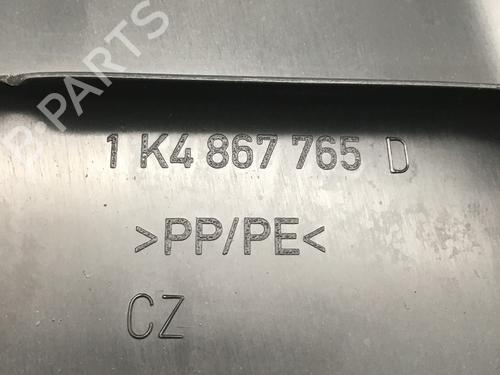 B-PARTS
1 K4 867 765 D
>PP/PE<
CZ